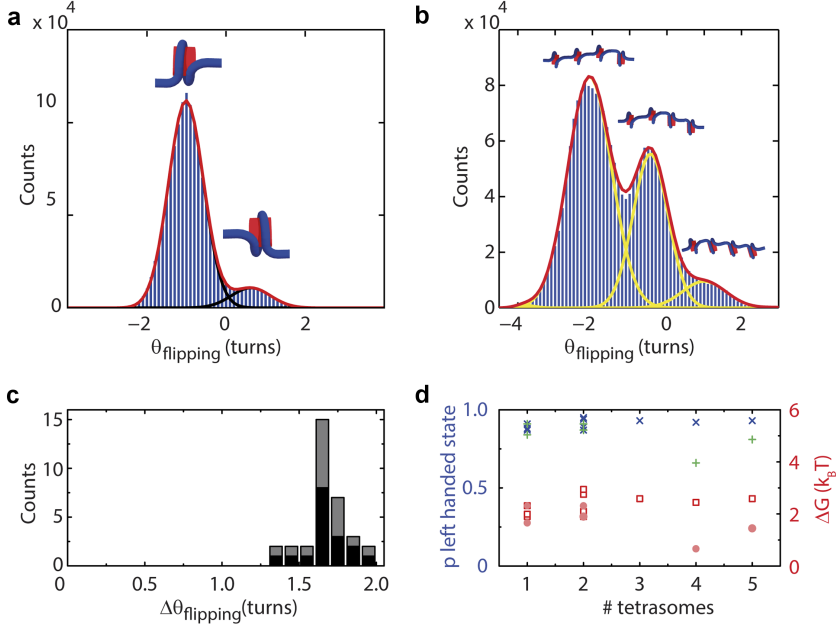 a
x 10^4
10
5
0
Counts
−2 0 2
θflipping (turns)
b
x 10^4
8
6
4
2
0
Counts
−4 −2 0 2
θflipping (turns)
c
15
10
5
0
Counts
0 0.5 1.0 1.5 2.0
Δθflipping(turns)
d
1.0
0.5
0
p left handed state
6
4
2
0
ΔG (kBT)
1 2 3 4 5
# tetrasomes